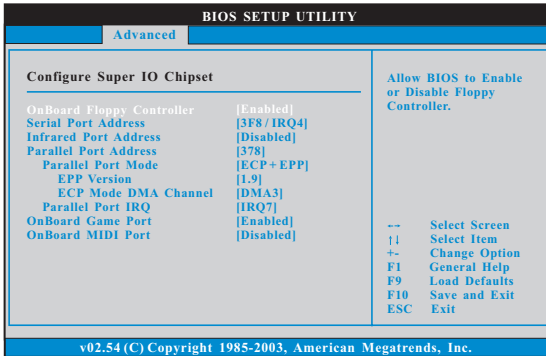 BIOS SETUP UTILITY
Advanced
Configure Super IO Chipset
OnBoard Floppy Controller [Enabled]
Serial Port Address [3F8 / IRQ4]
Infrared Port Address [Disabled]
Parallel Port Address [378]
Parallel Port Mode [ECP + EPP]
EPP Version [1.9]
ECP Mode DMA Channel [DMA3]
Parallel Port IRQ [IRQ7]
OnBoard Game Port [Enabled]
OnBoard MIDI Port [Disabled]
Allow BIOS to Enable
or Disable Floppy
Controller.
←→ Select Screen
↑↓ Select Item
+- Change Option
F1 General Help
F9 Load Defaults
F10 Save and Exit
ESC Exit
v02.54 (C) Copyright 1985-2003, American Megatrends, Inc.